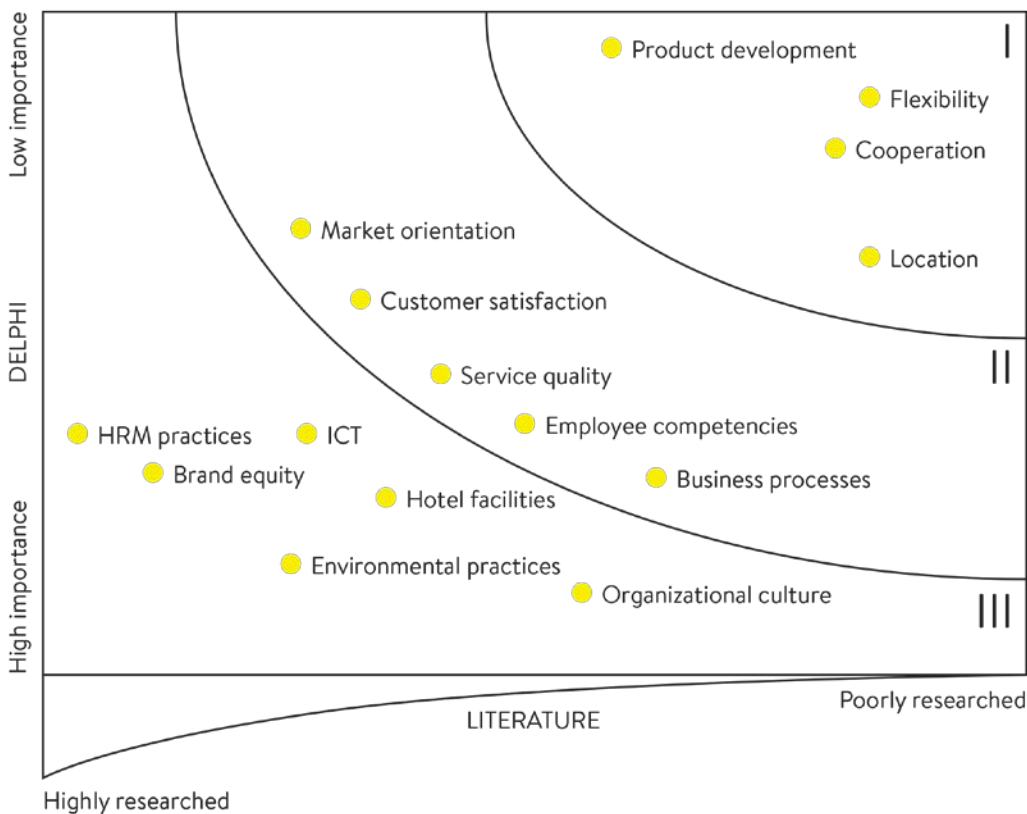 Low importance
DELPHI
High importance
I
Product development
Flexibility
Cooperation
Market orientation
Location
Customer satisfaction
II
Service quality
Employee competencies
HRM practices
ICT
Brand equity
Business processes
Hotel facilities
Environmental practices
Organizational culture
III
Poorly researched
LITERATURE
Highly researched